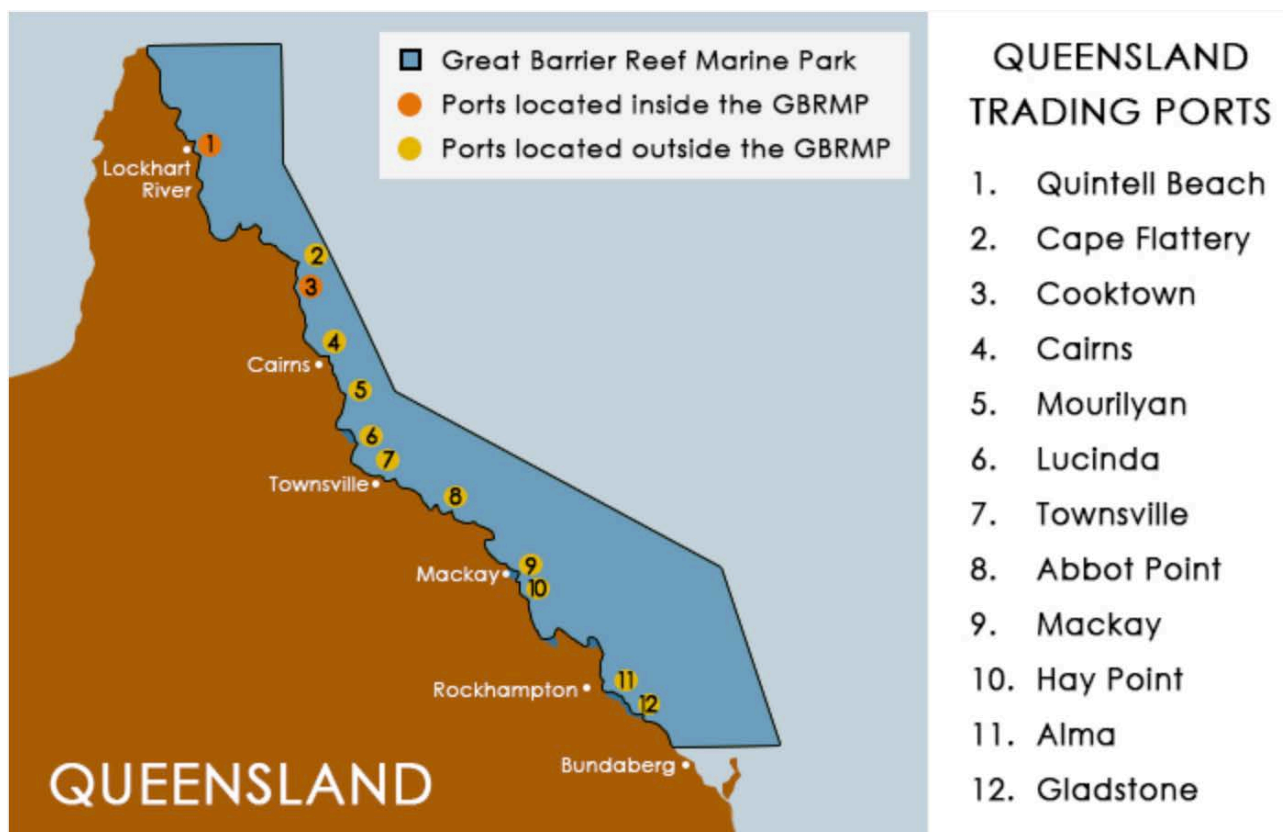 Great Barrier Reef Marine Park
Ports located inside the GBRMP
Ports located outside the GBRMP
1
Lockhart
River
2
3
4
Cairns
5
6
7
Townsville
8
9
Mackay
10
11
Rockhampton
12
Bundaberg
QUEENSLAND
QUEENSLAND
TRADING PORTS
1. Quintell Beach
2. Cape Flattery
3. Cooktown
4. Cairns
5. Mourilyan
6. Lucinda
7. Townsville
8. Abbot Point
9. Mackay
10. Hay Point
11. Alma
12. Gladstone